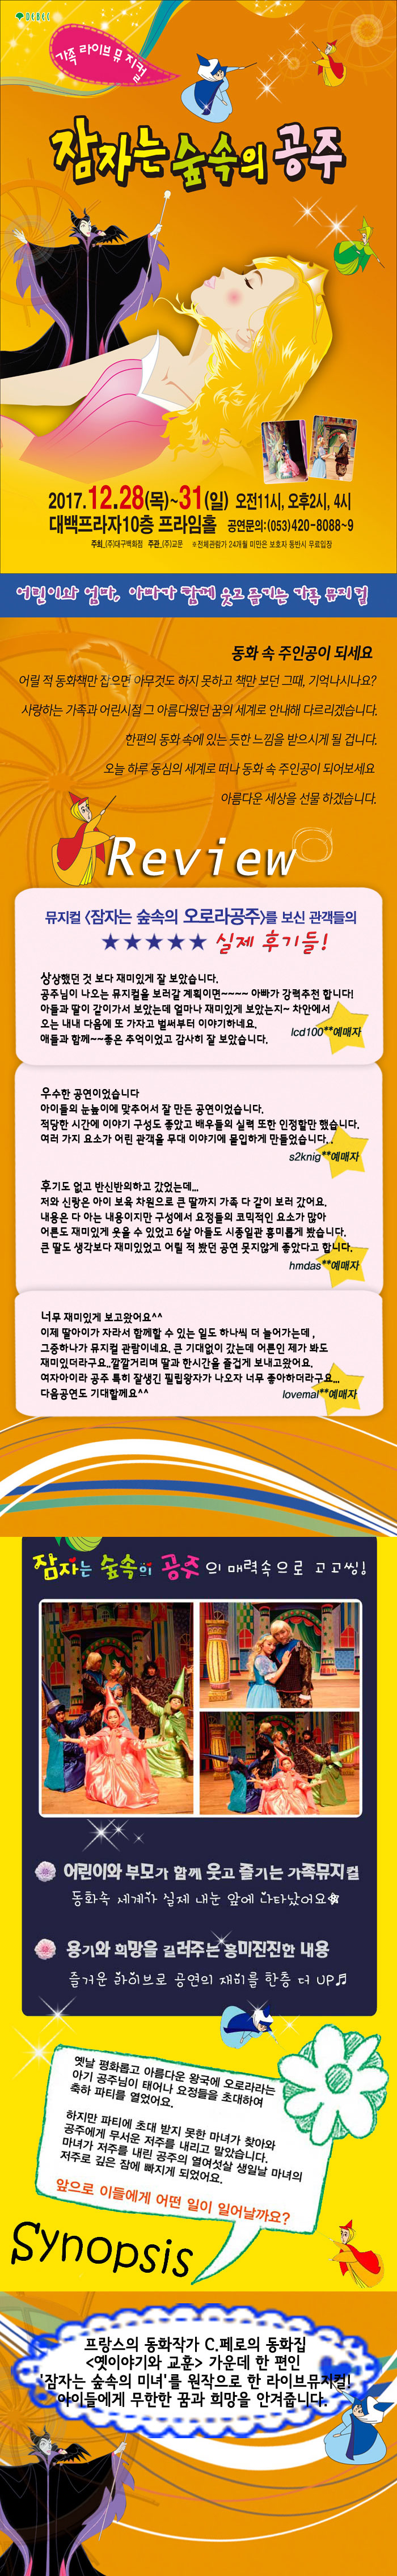 DEBEC
가족 라이브 뮤지컬
잠자는 숲속의 공주
2017.12.28(목)~31(일) 오전11시, 오후2시, 4시
대백프라자10층 프라임홀 공연문의:(053)420-8088~9
주최_(주)대구백화점 주관_(주)교문 ※전체관람가 24개월 미만은 보호자 동반시 무료입장
어린이와 엄마, 아빠가 함께 웃고 즐기는 가족 뮤지컬
동화 속 주인공이 되세요
어릴 적 동화책만 잡으면 아무것도 하지 못하고 책만 보던 그때, 기억나시나요?
사랑하는 가족과 어린시절 그 아름다웠던 꿈의 세계로 안내해 다르리겠습니다.
한편의 동화 속에 있는 듯한 느낌을 받으시게 될 겁니다.
오늘 하루 동심의 세계로 떠나 동화 속 주인공이 되어보세요
아름다운 세상을 선물 하겠습니다.
Review
뮤지컬 <잠자는 숲속의 오로라공주>를 보신 관객들의
★★★★★ 실제 후기들!
상상했던 것 보다 재미있게 잘 보았습니다.
공주님이 나오는 뮤지컬을 보러갈 계획이면~~~~ 아빠가 강력추천 합니다!
아들과 딸이 같이가서 보았는데 얼마나 재미있게 보았는지~ 차안에서
오는 내내 다음에 또 가자고 벌써부터 이야기하네요.
애들과 함께~~좋은 추억이었고 감사히 잘 보았습니다.
lcd100**예매자
우수한 공연이었습니다
아이들의 눈높이에 맞추어서 잘 만든 공연이었습니다.
적당한 시간에 이야기 구성도 좋았고 배우들의 실력 또한 인정할만 했습니다.
여러 가지 요소가 어린 관객을 무대 이야기에 몰입하게 만들었습니다. .
s2knig**예매자
후기도 없고 반신반의하고 갔었는데...
저와 신랑은 아이 보육 차원으로 큰 딸까지 가족 다 같이 보러 갔어요.
내용은 다 아는 내용이지만 구성에서 요정들의 코믹적인 요소가 많아
어른도 재미있게 웃을 수 있었고 6살 아들도 시종일관 흥미롭게 봤습니다.
큰 딸도 생각보다 재미있었고 어릴 적 봤던 공연 못지않게 좋았다고 합니다.
hmdas**예매자
너무 재미있게 보고왔어요^^
이제 딸아이가 자라서 함께할 수 있는 일도 하나씩 더 늘어가는데 ,
그중하나가 뮤지컬 관람이네요. 큰 기대없이 갔는데 어른인 제가 봐도
재미있더라구요..깔깔거리며 딸과 한시간을 즐겁게 보내고왔어요.
여자아이라 공주 특히 잘생긴 필립왕자가 나오자 너무 좋아하더라구요...
다음공연도 기대할께요^^
lovemai**예매자
잠자는 숲속의 공주의 매력속으로 고고씽!
어린이와 부모가 함께 웃고 즐기는 가족뮤지컬
동화속 세계가 실제 내눈 앞에 나타났어요
용기와 희망을 길러주는 흥미진진한 내용
즐거운 라이브로 공연의 재미를 한층 더 UP♬
옛날 평화롭고 아름다운 왕국에 오로라라는
아기 공주님이 태어나 요정들을 초대하여
축하 파티를 열었어요.
하지만 파티에 초대 받지 못한 마녀가 찾아와
공주에게 무서운 저주를 내리고 말았습니다.
마녀가 저주를 내린 공주의 열여섯살 생일날 마녀의
저주로 깊은 잠에 빠지게 되었어요.
앞으로 이들에게 어떤 일이 일어날까요?
Synopsis
프랑스의 동화작가 C.페로의 동화집
<옛이야기와 교훈> 가운데 한 편인
'잠자는 숲속의 미녀'를 원작으로 한 라이브뮤지컬!
아이들에게 무한한 꿈과 희망을 안겨줍니다.